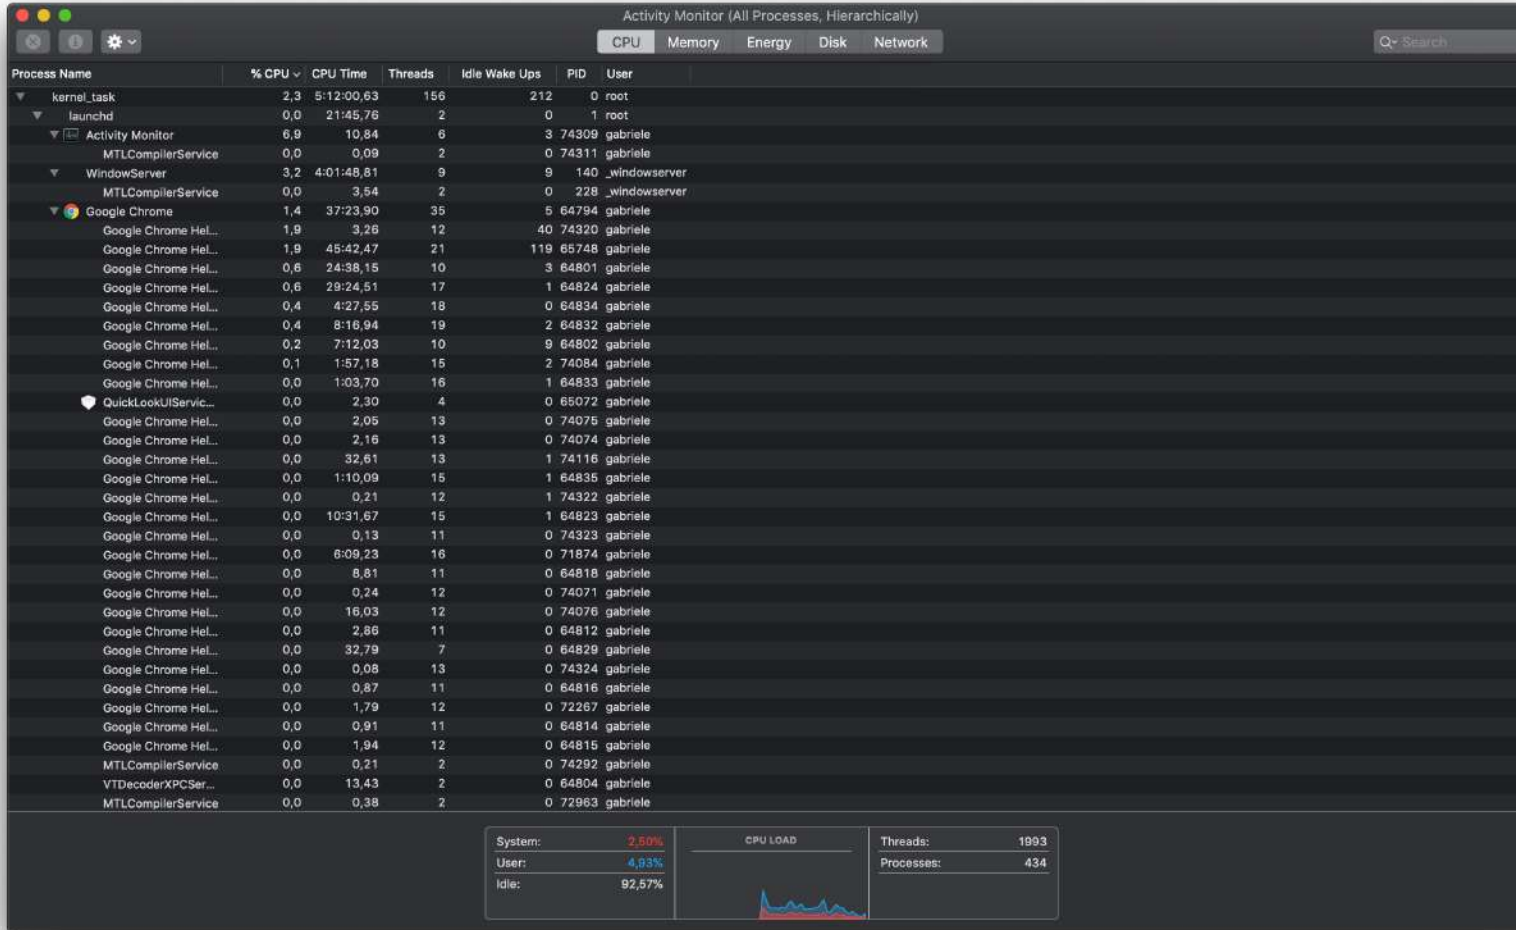 Activity Monitor (All Processes, Hierarchically)
CPU Memory Energy Disk Network
Search
Process Name % CPU CPU Time Threads Idle Wake Ups PID User
kernel_task 2,3 5:12:00,63 156 212 0 root
launchd 0,0 21:45,76 2 0 1 root
Activity Monitor 6,9 10,84 6 3 74309 gabriele
MTLCompilerService 0,0 0,09 2 0 74311 gabriele
WindowServer 3,2 4:01:48,81 9 9 140 _windowserver
MTLCompilerService 0,0 3,54 2 0 228 _windowserver
Google Chrome 1,4 37:23,90 35 5 64794 gabriele
Google Chrome Hel... 1,9 3,26 12 40 74320 gabriele
Google Chrome Hel... 1,9 45:42,47 21 119 65748 gabriele
Google Chrome Hel... 0,6 24:38,15 10 3 64801 gabriele
Google Chrome Hel... 0,6 29:24,51 17 1 64824 gabriele
Google Chrome Hel... 0,4 4:27,55 18 0 64834 gabriele
Google Chrome Hel... 0,4 8:16,94 19 2 64832 gabriele
Google Chrome Hel... 0,2 7:12,03 10 9 64802 gabriele
Google Chrome Hel... 0,1 1:57,18 15 2 74084 gabriele
Google Chrome Hel... 0,0 1:03,70 16 1 64833 gabriele
QuickLookUIServic... 0,0 2,30 4 0 65072 gabriele
Google Chrome Hel... 0,0 2,05 13 0 74075 gabriele
Google Chrome Hel... 0,0 2,16 13 0 74074 gabriele
Google Chrome Hel... 0,0 32,61 13 1 74116 gabriele
Google Chrome Hel... 0,0 1:10,09 15 1 64835 gabriele
Google Chrome Hel... 0,0 0,21 12 1 74322 gabriele
Google Chrome Hel... 0,0 10:31,67 15 1 64823 gabriele
Google Chrome Hel... 0,0 0,13 11 0 74323 gabriele
Google Chrome Hel... 0,0 6:09,23 16 0 71874 gabriele
Google Chrome Hel... 0,0 8,81 11 0 64818 gabriele
Google Chrome Hel... 0,0 0,24 12 0 74071 gabriele
Google Chrome Hel... 0,0 16,03 12 0 74076 gabriele
Google Chrome Hel... 0,0 2,86 11 0 64812 gabriele
Google Chrome Hel... 0,0 32,79 7 0 64829 gabriele
Google Chrome Hel... 0,0 0,08 13 0 74324 gabriele
Google Chrome Hel... 0,0 0,87 11 0 64816 gabriele
Google Chrome Hel... 0,0 1,79 12 0 72267 gabriele
Google Chrome Hel... 0,0 0,91 11 0 64814 gabriele
Google Chrome Hel... 0,0 1,94 12 0 64815 gabriele
MTLCompilerService 0,0 0,21 2 0 74292 gabriele
VTDecoderXPCSer... 0,0 13,43 2 0 64804 gabriele
MTLCompilerService 0,0 0,38 2 0 72963 gabriele
System: 2,50% CPU LOAD Threads: 1993
User: 4,93% Processes: 434
Idle: 92,57%